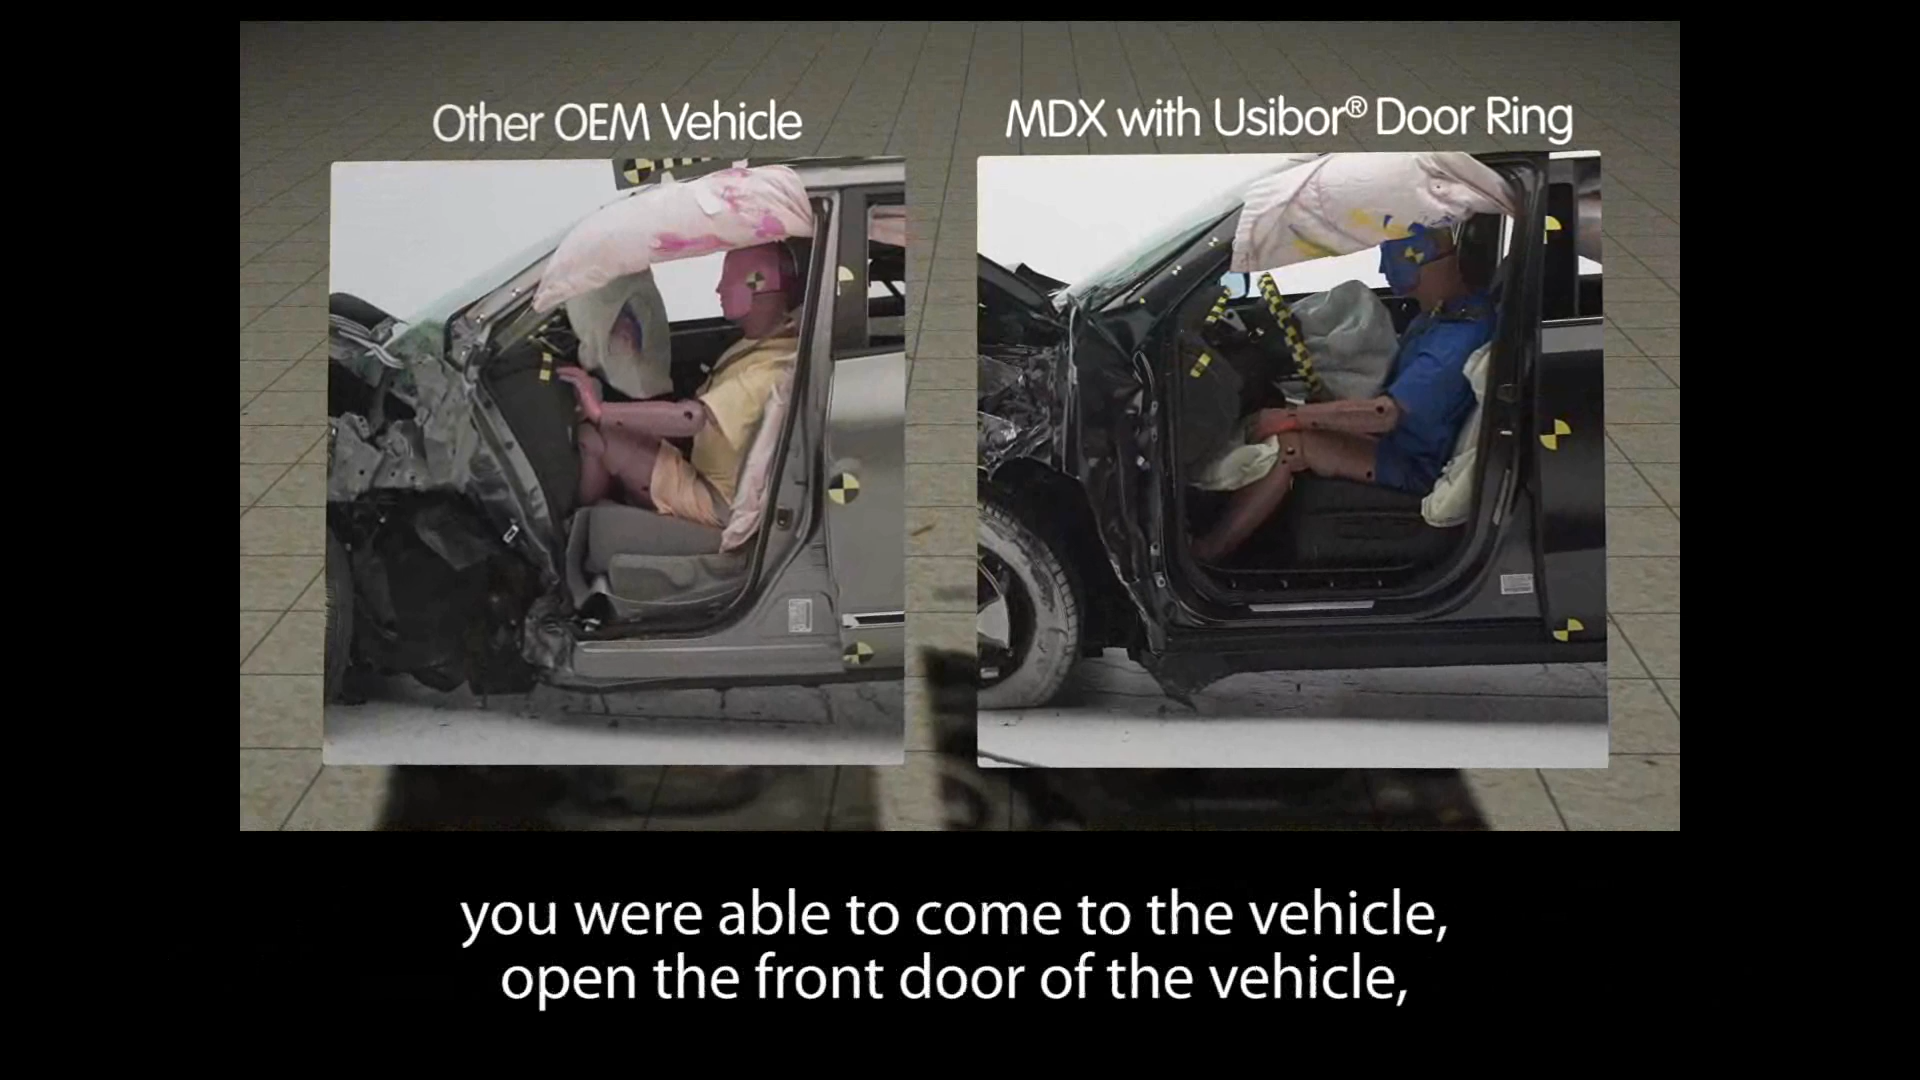 Other OEM Vehicle
MDX with Usibor® Door Ring
you were able to come to the vehicle,
open the front door of the vehicle,